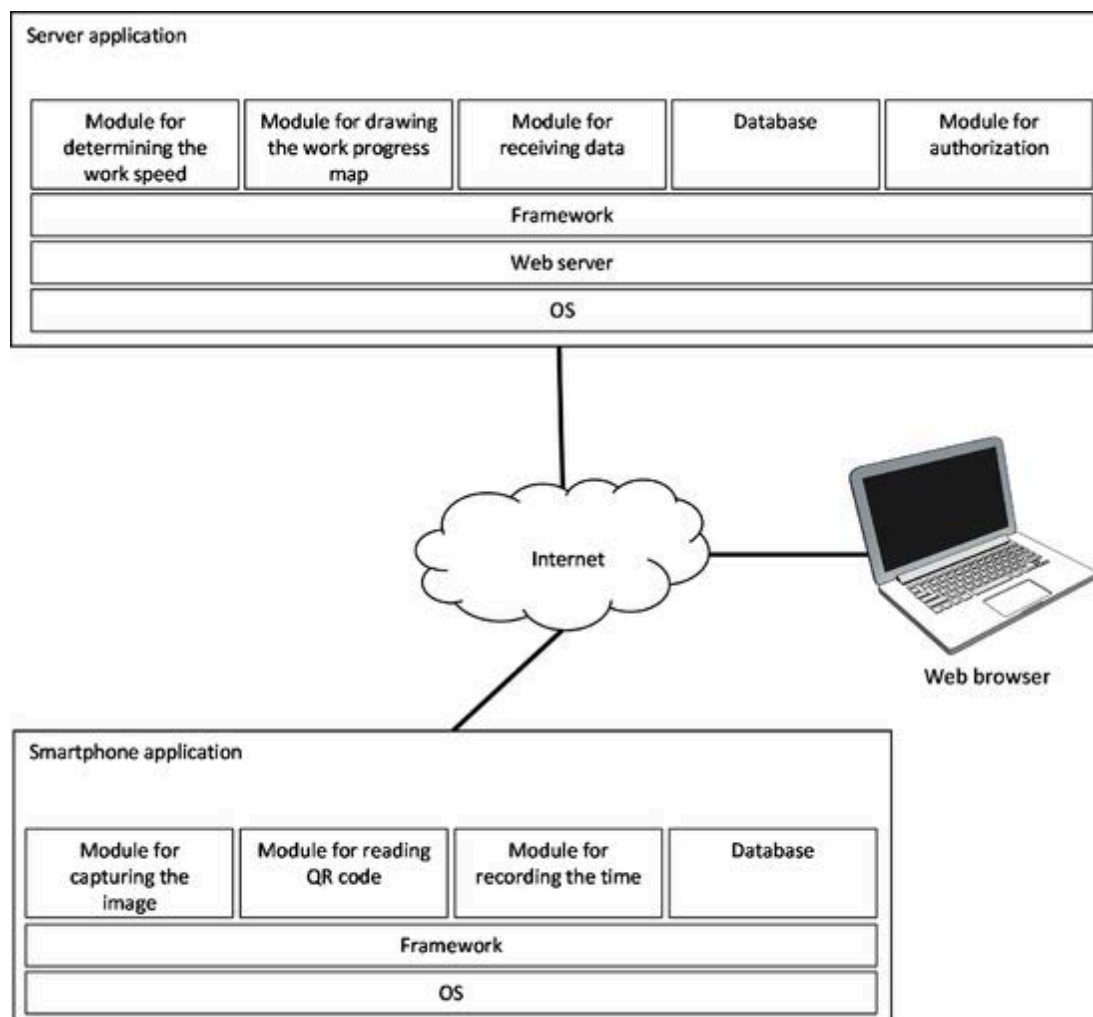 Server application
Module for
determining the
work speed
Module for drawing
the work progress
map
Module for
receiving data
Database
Module for
authorization
Framework
Web server
OS
Internet
Web browser
Smartphone application
Module for
capturing the
image
Module for reading
QR code
Module for
recording the time
Database
Framework
OS